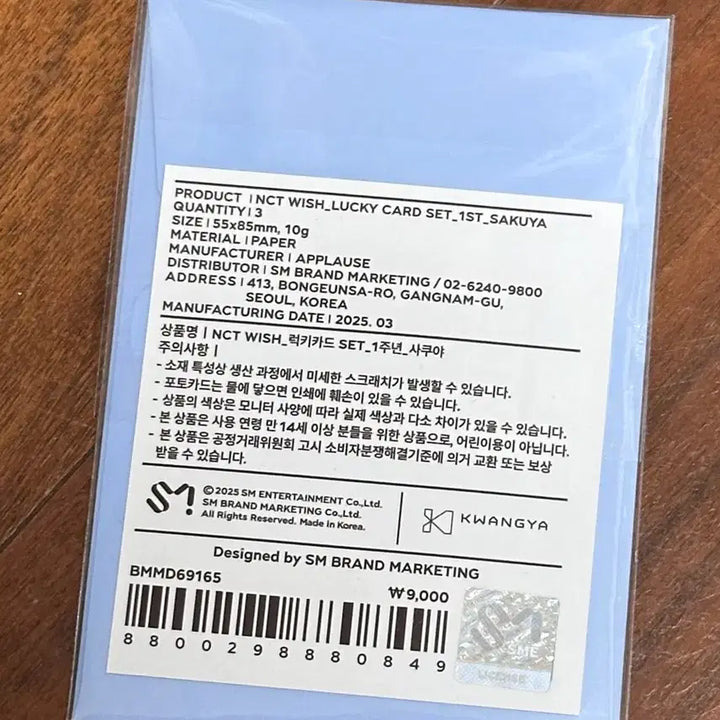 PRODUCT | NCT WISH_LUCKY CARD SET_1ST_SAKUYA
QUANTITY | 3
SIZE | 55x85mm, 10g
MATERIAL | PAPER
MANUFACTURER | APPLAUSE
DISTRIBUTOR | SM BRAND MARKETING / 02-6240-9800
ADDRESS | 413, BONGEUNSA-RO, GANGNAM-GU,
SEOUL, KOREA
MANUFACTURING DATE | 2025. 03
상품명 | NCT WISH_럭키카드 SET_1주년_사쿠야
주의사항 |
- 소재 특성상 생산 과정에서 미세한 스크래치가 발생할 수 있습니다.
- 포토카드는 물에 닿으면 인쇄에 훼손이 있을 수 있습니다.
- 상품의 색상은 모니터 사양에 따라 실제 색상과 다소 차이가 있을 수 있습니다.
- 본 상품은 사용 연령 만 14세 이상 분들을 위한 상품으로, 어린이용이 아닙니다.
- 본 상품은 공정거래위원회 고시 소비자분쟁해결기준에 의거 교환 또는 보상
받을 수 있습니다.
SM
© 2025 SM ENTERTAINMENT Co.,Ltd.
SM BRAND MARKETING Co.,Ltd.
All Rights Reserved. Made in Korea.
KWANGYA
Designed by SM BRAND MARKETING
BMMD69165
₩9,000
8800298880849
SM
SME
LICENSE